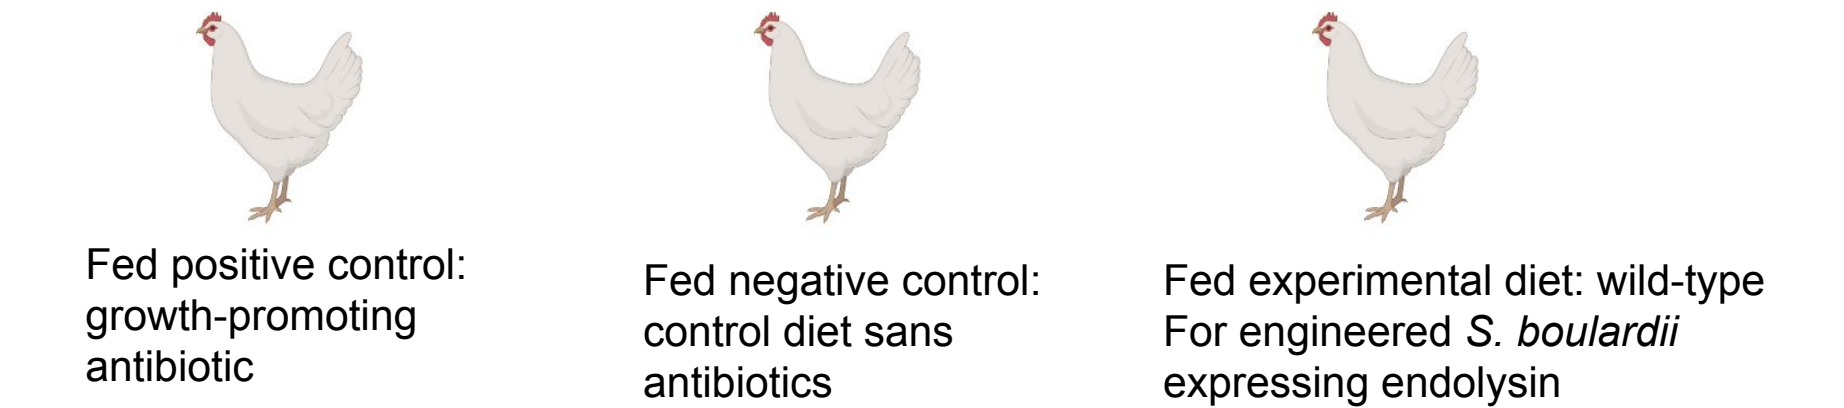 Fed positive control:
growth-promoting
antibiotic
Fed negative control:
control diet sans
antibiotics
Fed experimental diet: wild-type
For engineered S. boulardii
expressing endolysin